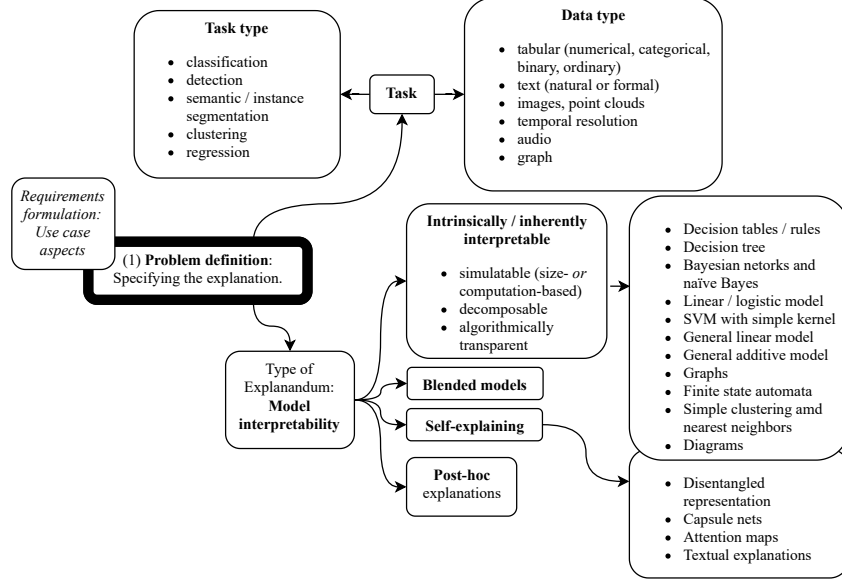 Task type
• classification
• detection
• semantic / instance
segmentation
• clustering
• regression
Task
Data type
• tabular (numerical, categorical,
binary, ordinary)
• text (natural or formal)
• images, point clouds
• temporal resolution
• audio
• graph
Requirements
formulation:
Use case
aspects
(1) Problem definition:
Specifying the explanation.
Type of
Explanandum:
Model
interpretability
Intrinsically / inherently
interpretable
• simulatable (size- or
computation-based)
• decomposable
• algorithmically
transparent
Blended models
Self-explaining
Post-hoc
explanations
• Decision tables / rules
• Decision tree
• Bayesian netorks and
naïve Bayes
• Linear / logistic model
• SVM with simple kernel
• General linear model
• General additive model
• Graphs
• Finite state automata
• Simple clustering amd
nearest neighbors
• Diagrams
• Disentangled
representation
• Capsule nets
• Attention maps
• Textual explanations